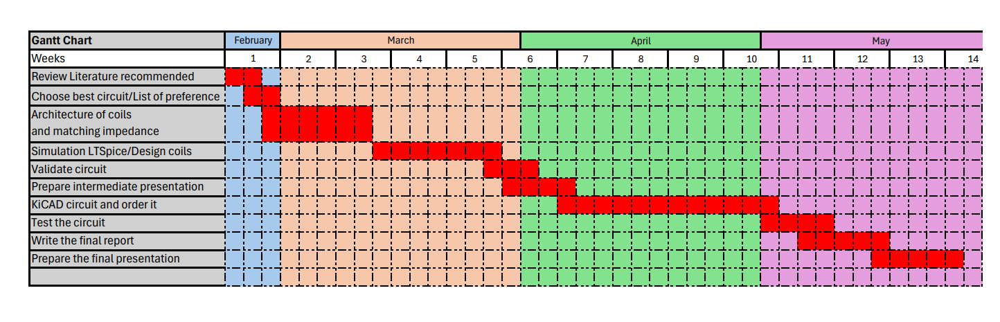 Gantt Chart February March April May
Weeks 1 2 3 4 5 6 7 8 9 10 11 12 13 14
Review Literature recommended
Choose best circuit/List of preference
Architecture of coils
and matching impedance
Simulation LTSpice/Design coils
Validate circuit
Prepare intermediate presentation
KiCAD circuit and order it
Test the circuit
Write the final report
Prepare the final presentation